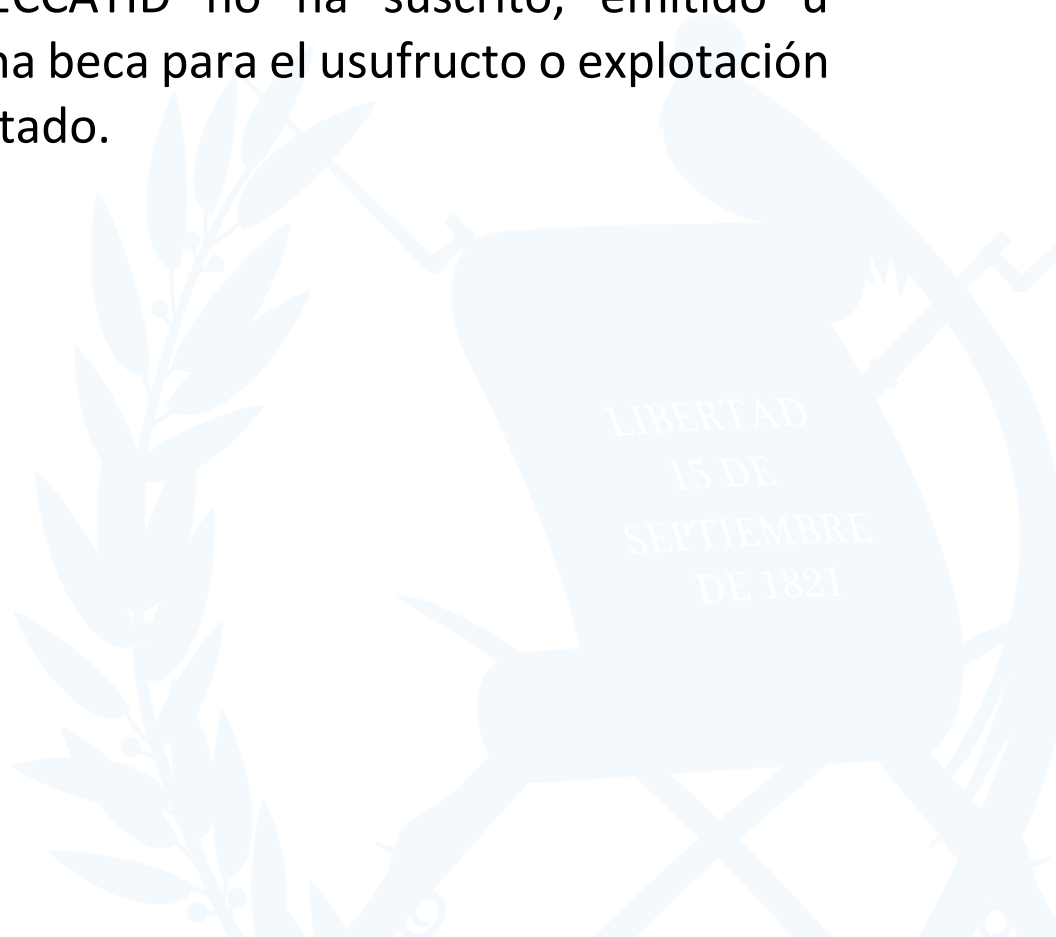 ECCATID no ha suscrito, emitido u
na beca para el usufructo o explotación
tado.
LIBERTAD
15 DE
SEPTIEMBRE
DE 1821